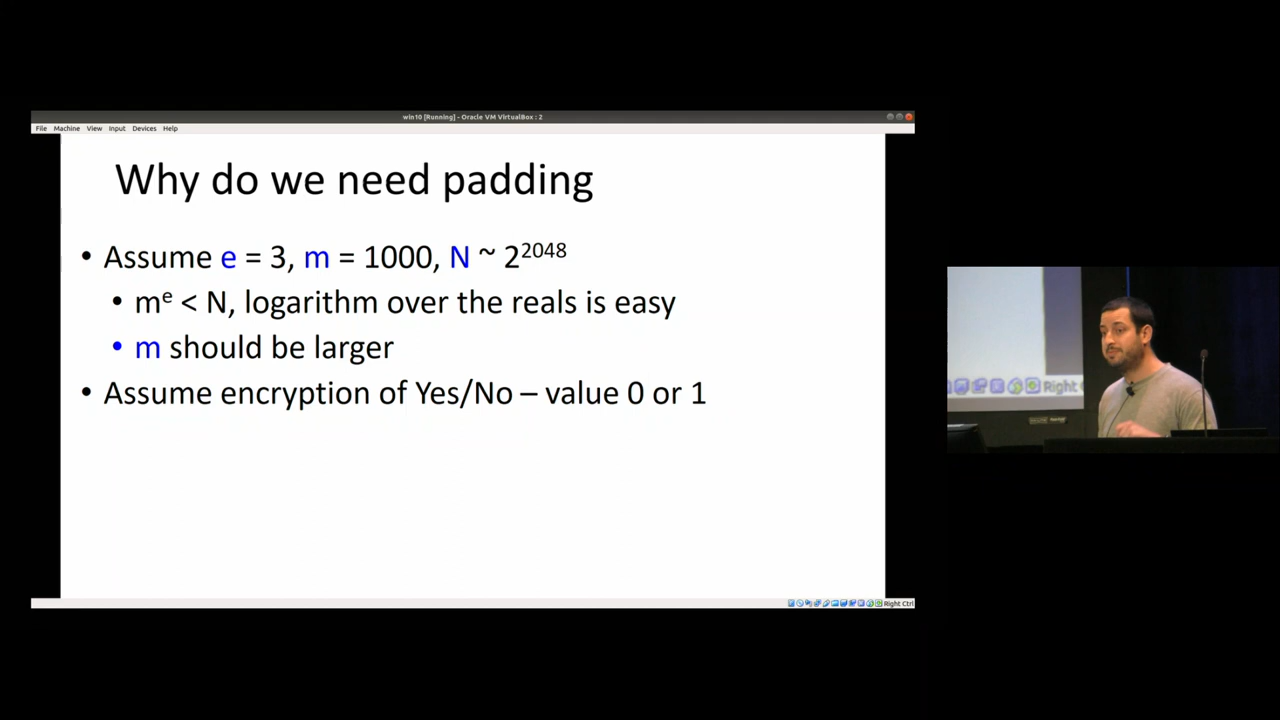 win10 [Running] - Oracle VM VirtualBox : 2
File Machine View Input Devices Help
Why do we need padding
• Assume e = 3, m = 1000, N ~ 2²⁰⁴⁸
• mᵉ < N, logarithm over the reals is easy
• m should be larger
• Assume encryption of Yes/No – value 0 or 1
Right Ctrl
Right C